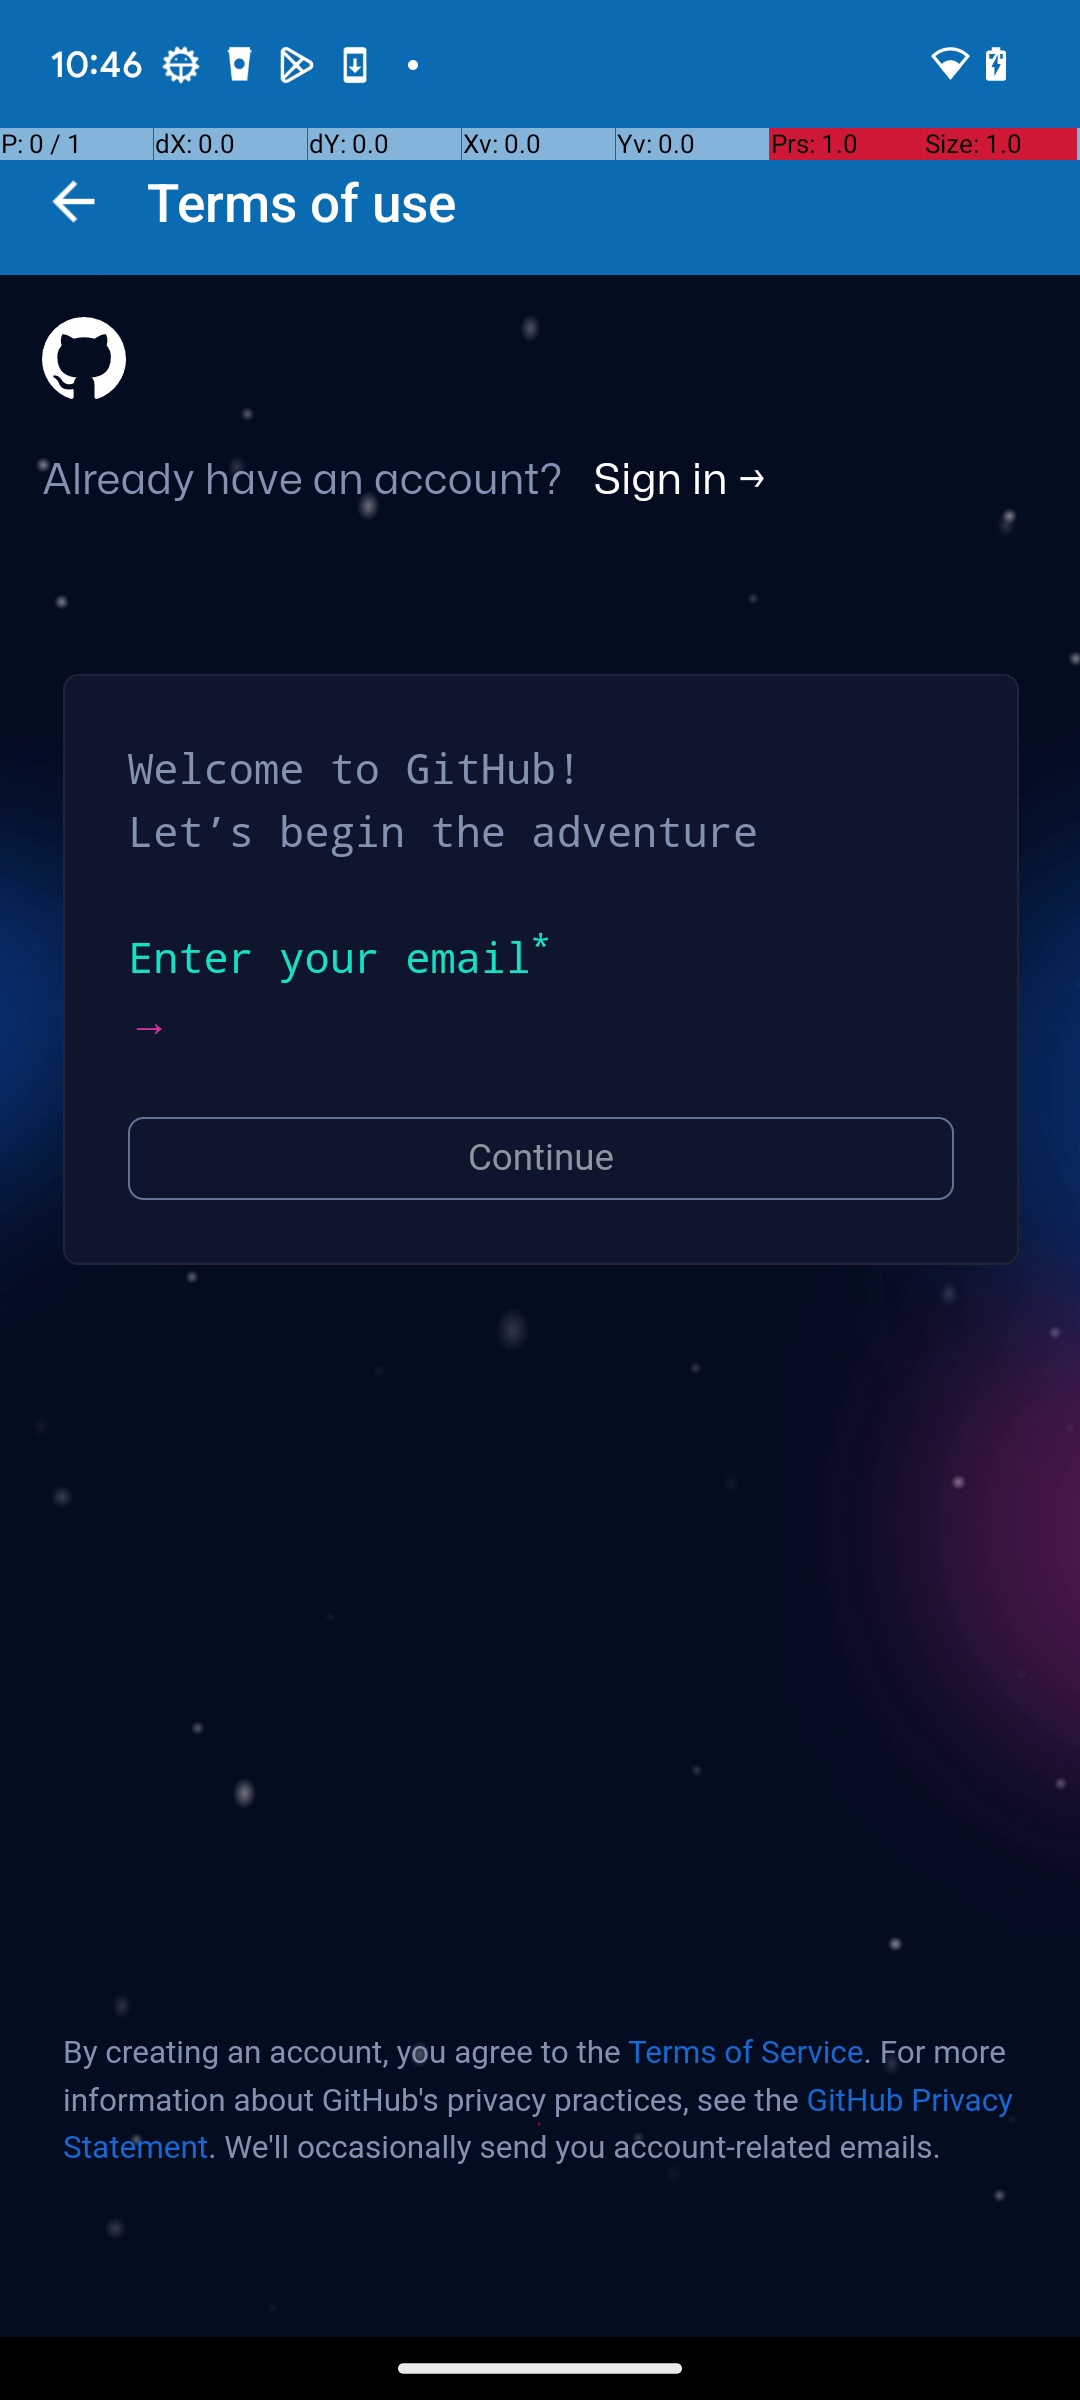 10:46
P: 0 / 1 dX: 0.0 dY: 0.0 Xv: 0.0 Yv: 0.0 Prs: 1.0 Size: 1.0
Terms of use
Already have an account? Sign in →
Welcome to GitHub!
Let’s begin the adventure
Enter your email*
→
Continue
By creating an account, you agree to the Terms of Service. For more
information about GitHub's privacy practices, see the GitHub Privacy
Statement. We'll occasionally send you account-related emails.